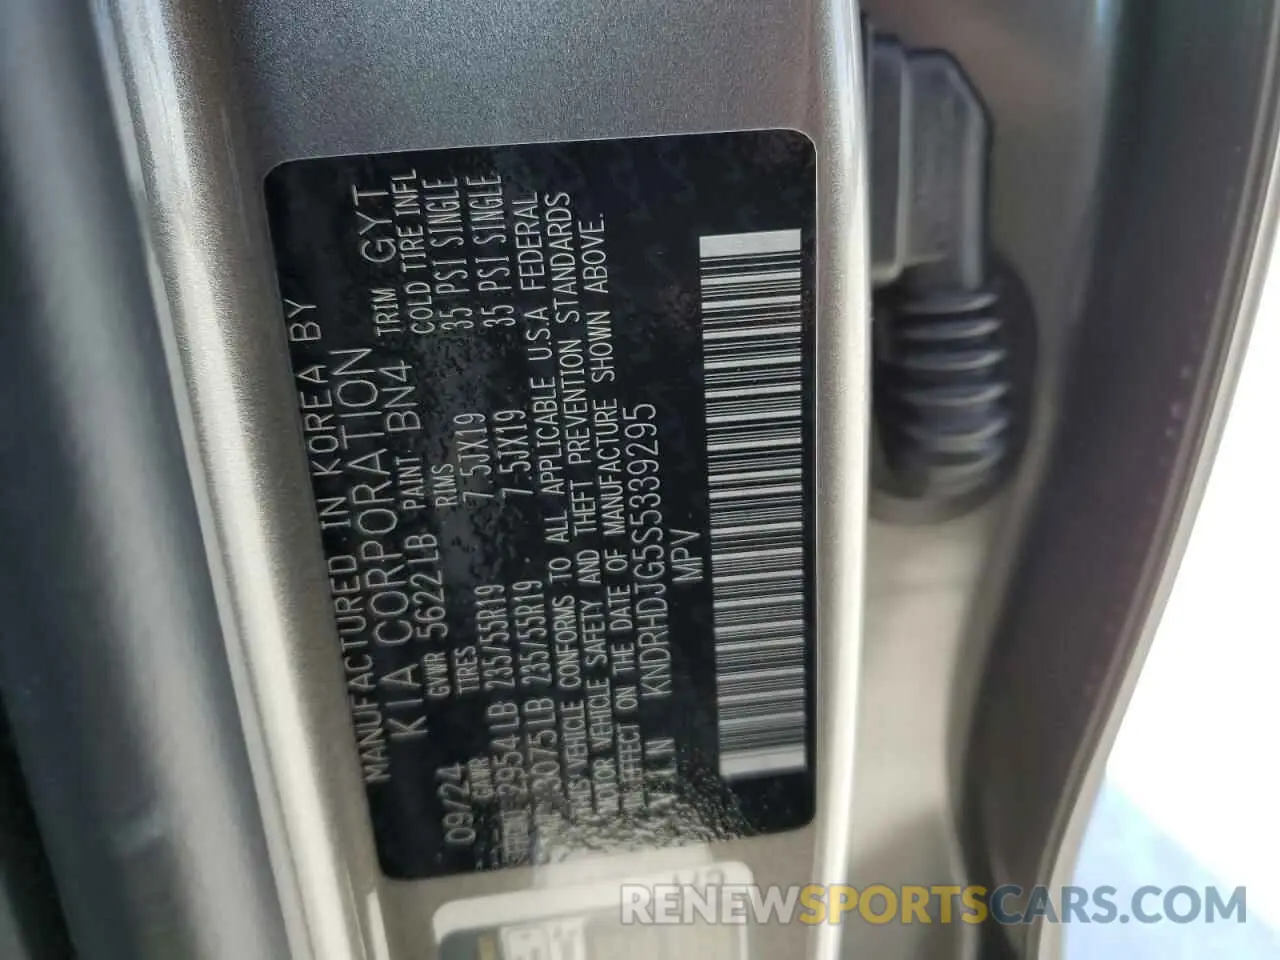 MANUFACTURED IN KOREA BY
KIA CORPORATION
09/24 GVWR 5622LB PAINT BN4 TRIM GYT
GAWR TIRES RIMS COLD TIRE INFL
2954LB 235/55R19 7.5JX19 35 PSI SINGLE
3075LB 235/55R19 7.5JX19 35 PSI SINGLE
THIS VEHICLE CONFORMS TO ALL APPLICABLE U.S.A FEDERAL
MOTOR VEHICLE SAFETY AND THEFT PREVENTION STANDARDS
IN EFFECT ON THE DATE OF MANUFACTURE SHOWN ABOVE.
VIN KNDRHDJG5S5339295
MPV
RENEWSPORTSCARS.COM